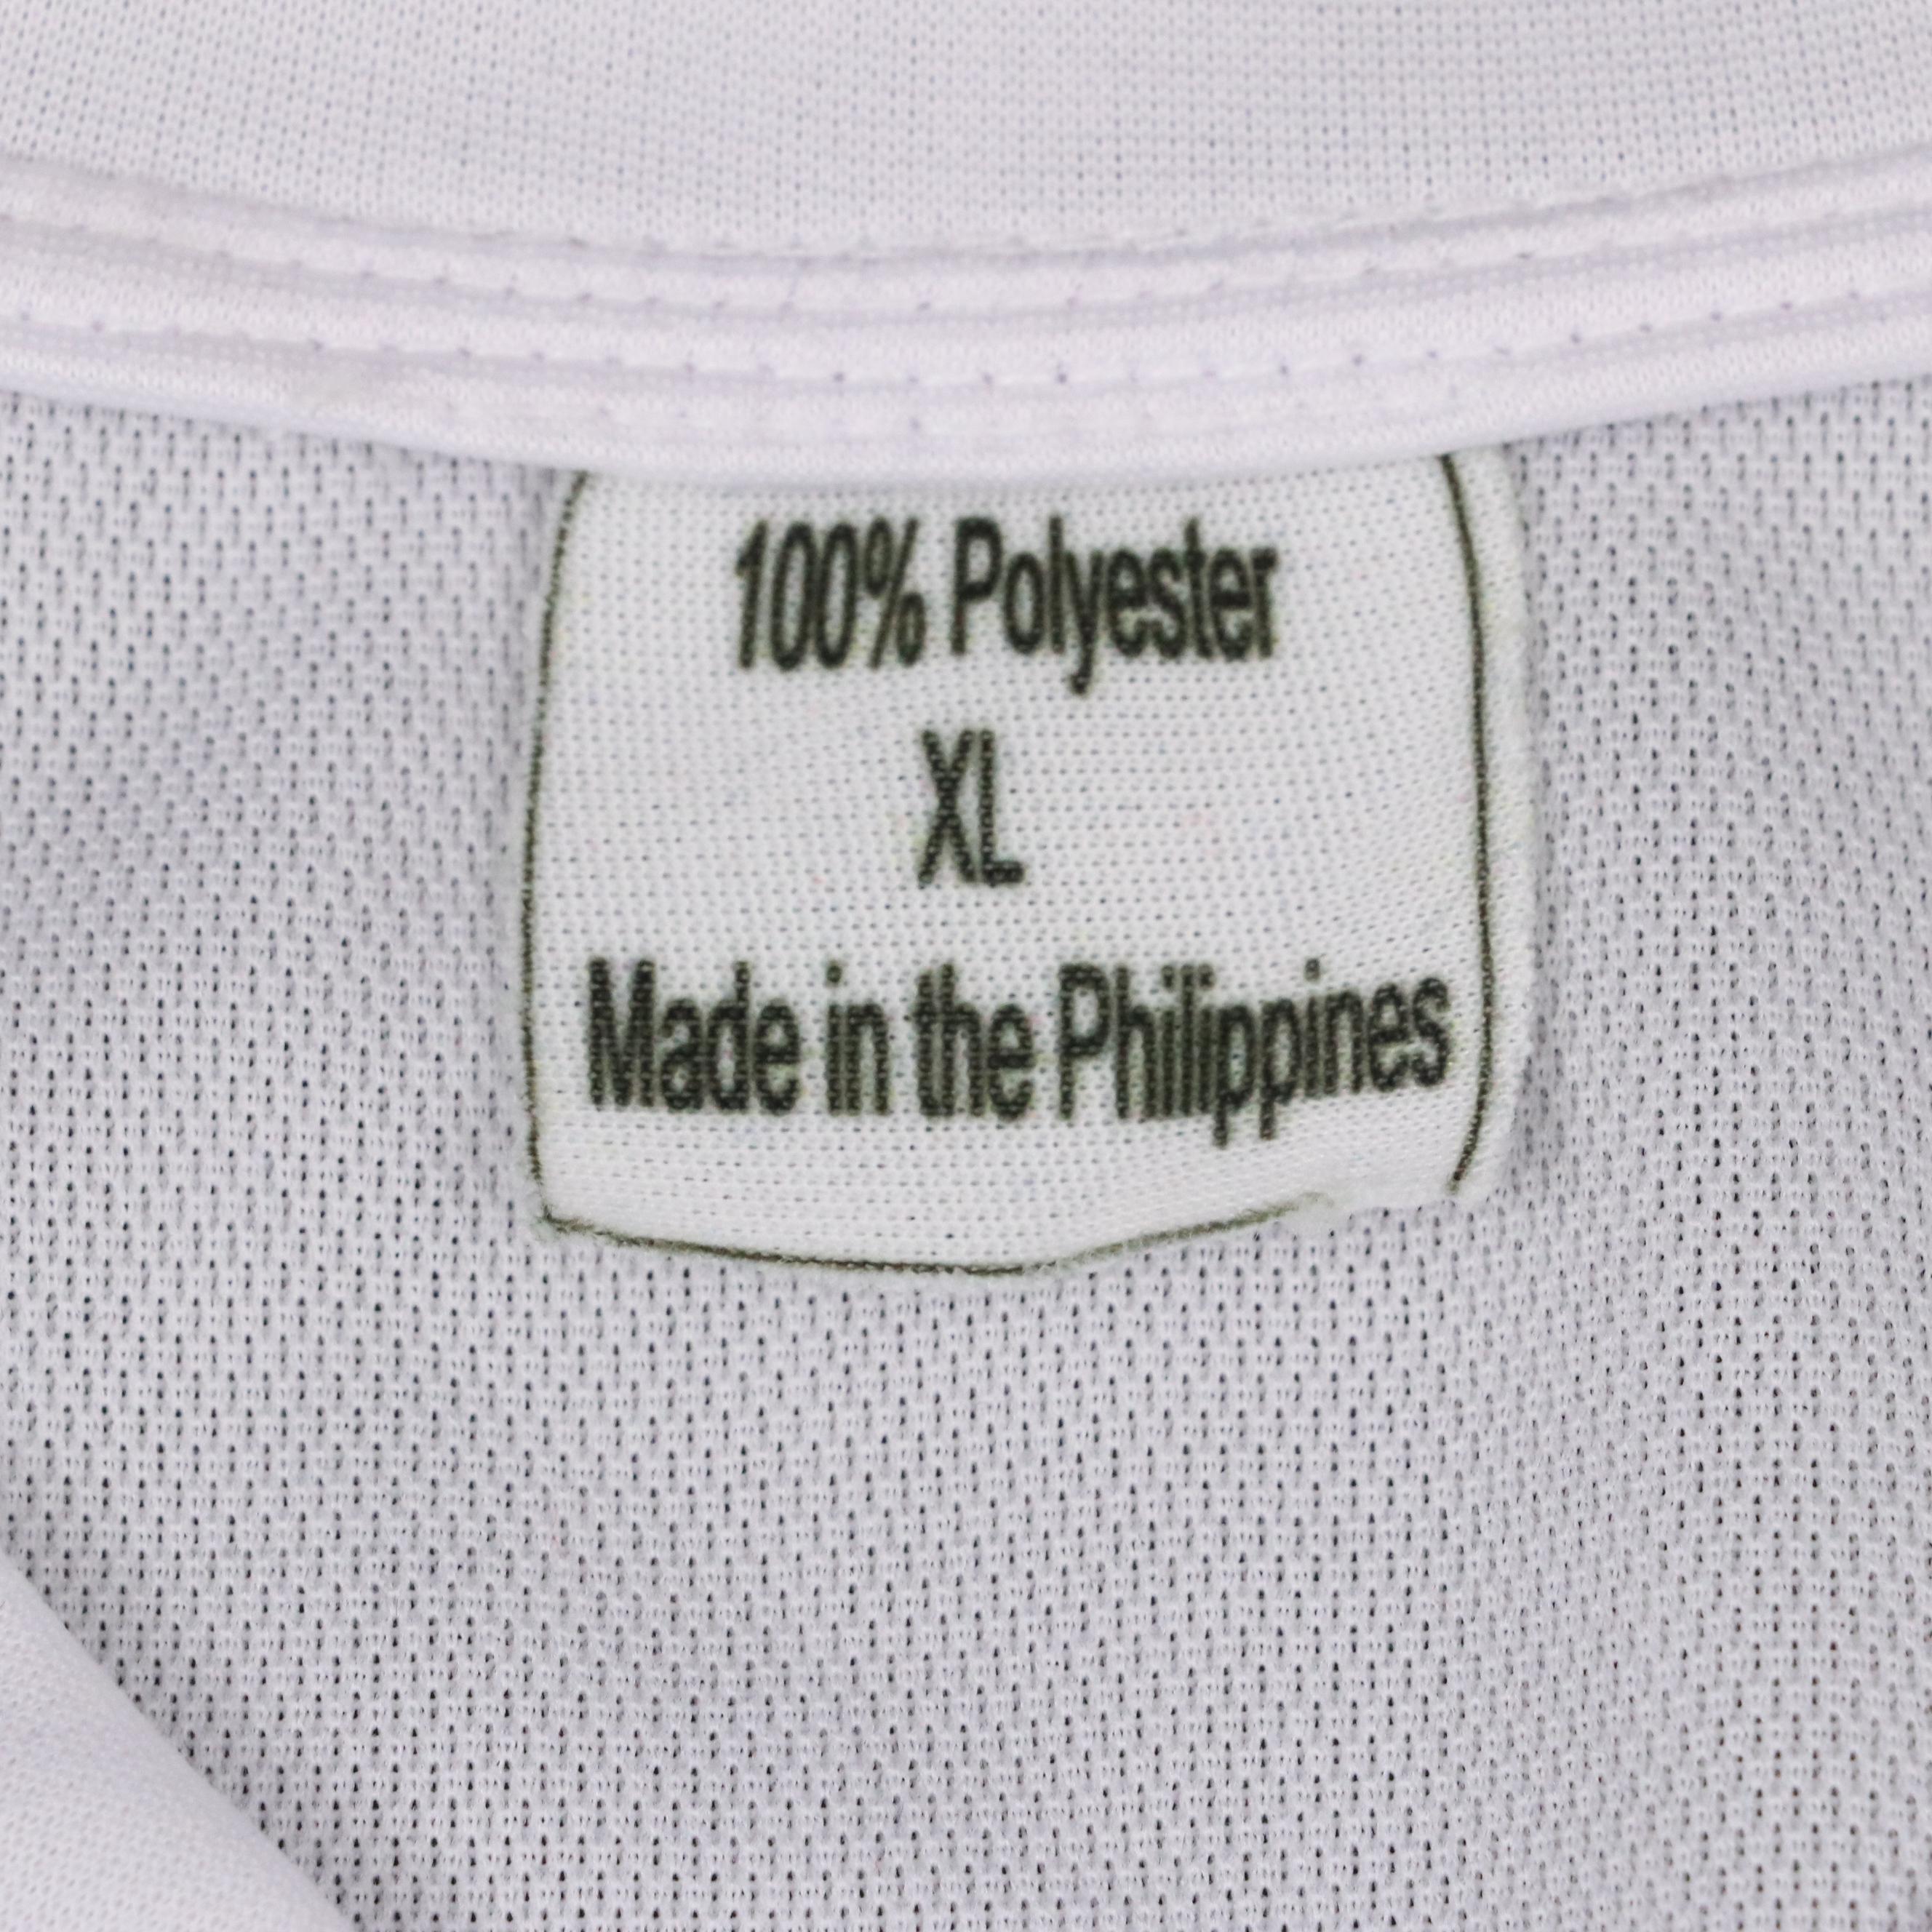 100% Polyester
XL
Made in the Philippines